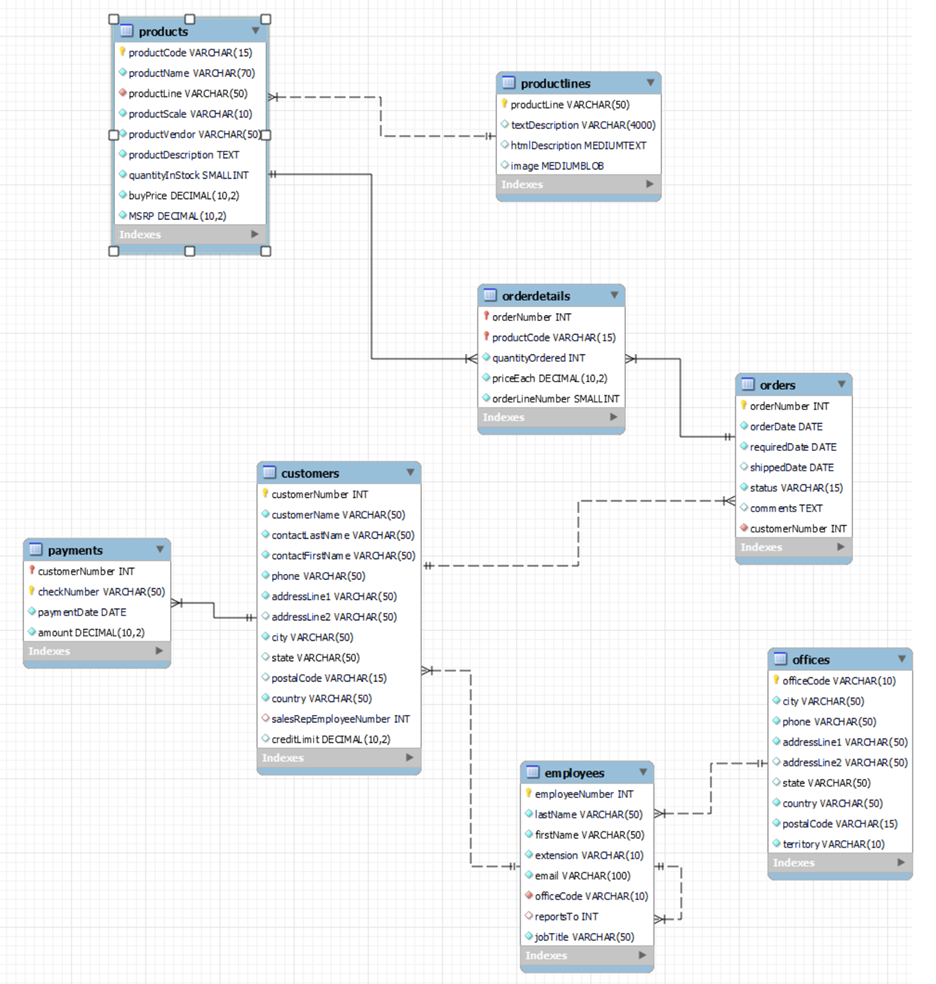 products
productCode VARCHAR(15)
productName VARCHAR(70)
productLine VARCHAR(50)
productScale VARCHAR(10)
productVendor VARCHAR(50)
productDescription TEXT
quantityInStock SMALLINT
buyPrice DECIMAL(10,2)
MSRP DECIMAL(10,2)
Indexes
productlines
productLine VARCHAR(50)
textDescription VARCHAR(4000)
htmlDescription MEDIUMTEXT
image MEDIUMBLOB
Indexes
orderdetails
orderNumber INT
productCode VARCHAR(15)
quantityOrdered INT
priceEach DECIMAL(10,2)
orderLineNumber SMALLINT
Indexes
orders
orderNumber INT
orderDate DATE
requiredDate DATE
shippedDate DATE
status VARCHAR(15)
comments TEXT
customerNumber INT
Indexes
customers
customerNumber INT
customerName VARCHAR(50)
contactLastName VARCHAR(50)
contactFirstName VARCHAR(50)
phone VARCHAR(50)
addressLine1 VARCHAR(50)
addressLine2 VARCHAR(50)
city VARCHAR(50)
state VARCHAR(50)
postalCode VARCHAR(15)
country VARCHAR(50)
salesRepEmployeeNumber INT
creditLimit DECIMAL(10,2)
Indexes
payments
customerNumber INT
checkNumber VARCHAR(50)
paymentDate DATE
amount DECIMAL(10,2)
Indexes
offices
officeCode VARCHAR(10)
city VARCHAR(50)
phone VARCHAR(50)
addressLine1 VARCHAR(50)
addressLine2 VARCHAR(50)
state VARCHAR(50)
country VARCHAR(50)
postalCode VARCHAR(15)
territory VARCHAR(10)
Indexes
employees
employeeNumber INT
lastName VARCHAR(50)
firstName VARCHAR(50)
extension VARCHAR(10)
email VARCHAR(100)
officeCode VARCHAR(10)
reportsTo INT
jobTitle VARCHAR(50)
Indexes